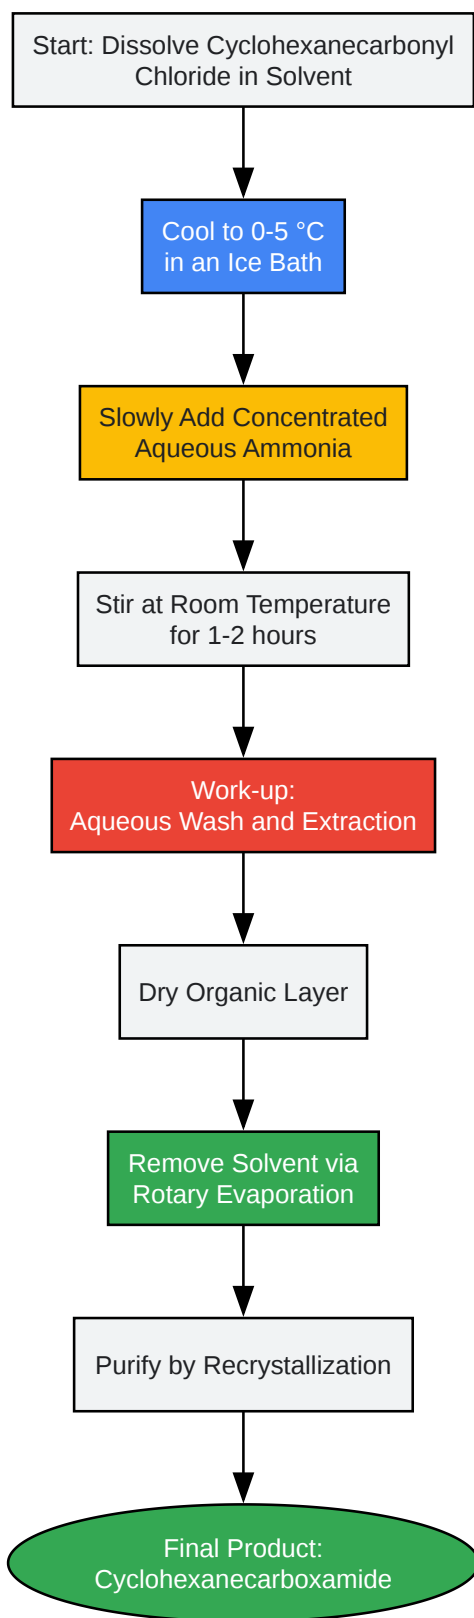 Start: Dissolve Cyclohexanecarbonyl
Chloride in Solvent
Cool to 0-5 °C
in an Ice Bath
Slowly Add Concentrated
Aqueous Ammonia
Stir at Room Temperature
for 1-2 hours
Work-up:
Aqueous Wash and Extraction
Dry Organic Layer
Remove Solvent via
Rotary Evaporation
Purify by Recrystallization
Final Product:
Cyclohexanecarboxamide